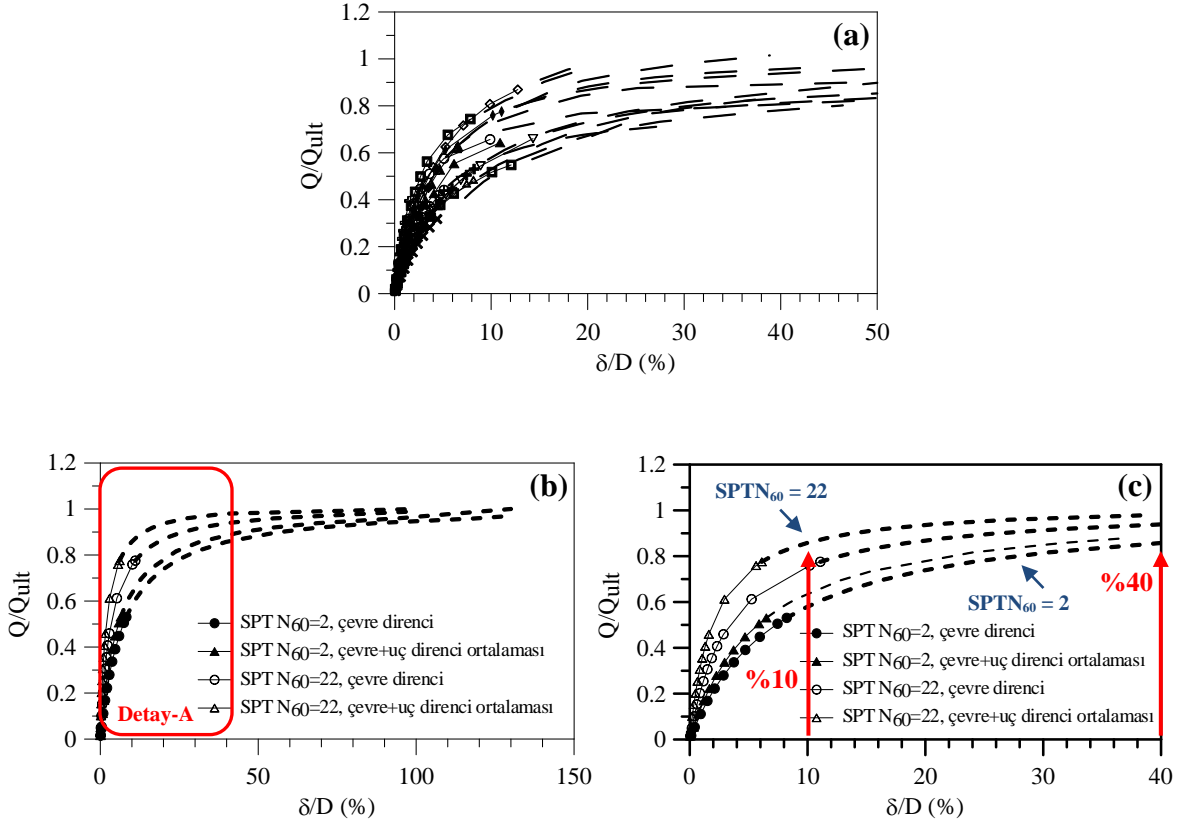 (a)
1.2
1
0.8
0.6
0.4
0.2
0
Q/Qult
0 10 20 30 40 50
δ/D (%)
(b)
1.2
1
0.8
0.6
0.4
0.2
0
Q/Qult
SPT N60=2, çevre direnci
SPT N60=2, çevre+uç direnci ortalaması
SPT N60=22, çevre direnci
SPT N60=22, çevre+uç direnci ortalaması
Detay-A
0 50 100 150
δ/D (%)
(c)
1.2
1
0.8
0.6
0.4
0.2
0
Q/Qult
SPTN60 = 22
%40
SPTN60 = 2
SPT N60=2, çevre direnci
SPT N60=2, çevre+uç direnci ortalaması
%10
SPT N60=22, çevre direnci
SPT N60=22, çevre+uç direnci ortalaması
0 10 20 30 40
δ/D (%)